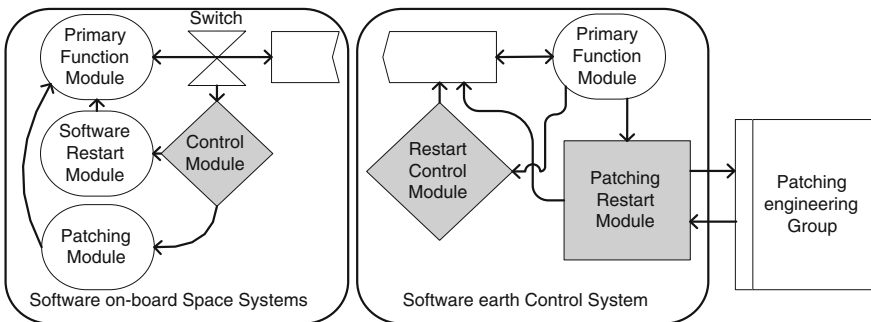 Switch
Primary
Function
Module
Software
Restart
Module
Control
Module
Patching
Module
Software on-board Space Systems
Primary
Function
Module
Restart
Control
Module
Patching
Restart
Module
Software earth Control System
Patching
engineering
Group